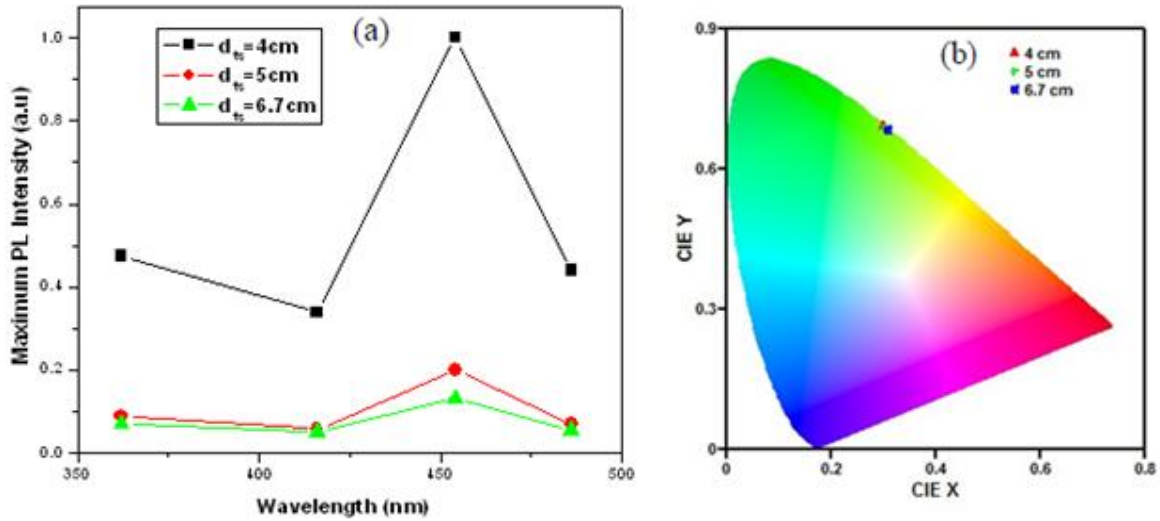 (a)
d_ts=4cm
d_ts=5cm
d_ts=6.7cm
Maximum PL Intensity (a.u)
1.0
0.8
0.6
0.4
0.2
0.0
350 400 450 500
Wavelength (nm)
(b)
4 cm
5 cm
6.7 cm
CIE Y
0.9
0.6
0.3
0
0 0.2 0.4 0.6 0.8
CIE X